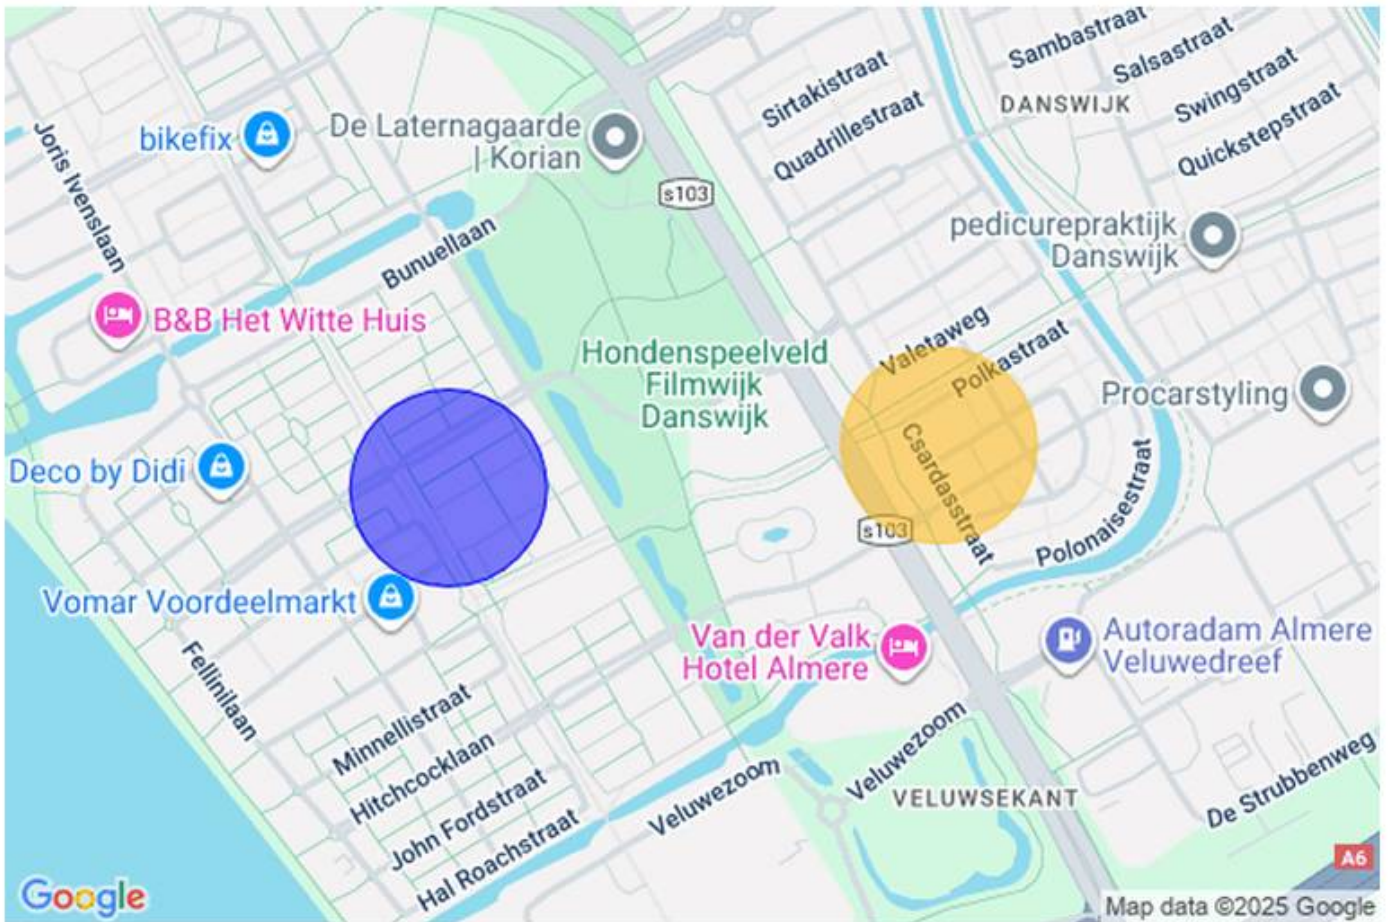 Sambastraat
Salsastraat
Sirtakistraat
DANSWIJK
Swingstraat
Quadrillestraat
Quickstepstraat
bikefix
De Laternagaarde
| Korian
Joris Ivenslaan
s103
Bunuellaan
pedicurepraktijk
Danswijk
B&B Het Witte Huis
Valetaweg
Polkastraat
Hondenspeelveld
Filmwijk
Danswijk
Procarstyling
Deco by Didi
Csardasstraat
s103
Polonaisestraat
Vomar Voordeelmarkt
Van der Valk
Hotel Almere
Autoradam Almere
Veluwedreef
Fellinilaan
Minnellistraat
Hitchcocklaan
John Fordstraat
Hal Roachstraat
Veluwezoom
Veluwezoom
VELUWSEKANT
De Strubbenweg
A6
Google
Map data ©2025 Google